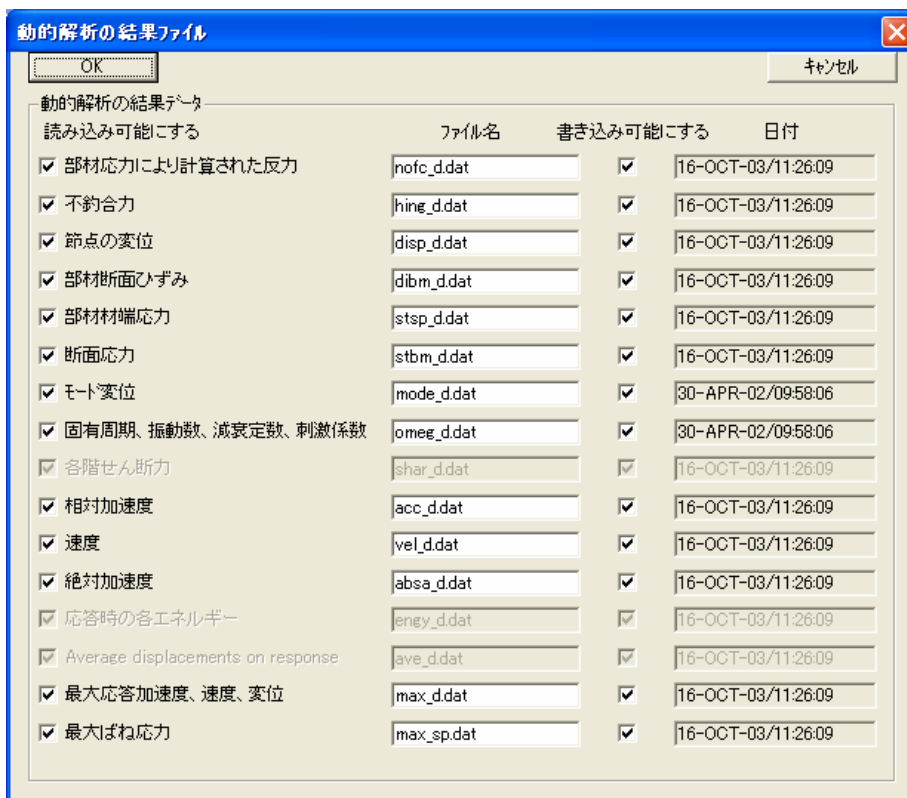 動的解析の結果ファイル
OK キャンセル
動的解析の結果データ
読み込み可能にする ファイル名 書き込み可能にする 日付
部材応力により計算された反力 nofc_d.dat 16-OCT-03/11:26:09
不釣合力 hing_d.dat 16-OCT-03/11:26:09
節点の変位 disp_d.dat 16-OCT-03/11:26:09
部材断面ひずみ dibm_d.dat 16-OCT-03/11:26:09
部材材端応力 stsp_d.dat 16-OCT-03/11:26:09
断面応力 stbm_d.dat 16-OCT-03/11:26:09
モード変位 mode_d.dat 30-APR-02/09:58:06
固有周期、振動数、減衰定数、刺激係数 omeg_d.dat 30-APR-02/09:58:06
各階せん断力 shar_d.dat 16-OCT-03/11:26:09
相対加速度 acc_d.dat 16-OCT-03/11:26:09
速度 vel_d.dat 16-OCT-03/11:26:09
絶対加速度 absa_d.dat 16-OCT-03/11:26:09
応答時の各エネルギー engy_d.dat 16-OCT-03/11:26:09
Average displacements on response ave_d.dat 16-OCT-03/11:26:09
最大応答加速度、速度、変位 max_d.dat 16-OCT-03/11:26:09
最大ばね応力 max_sp.dat 16-OCT-03/11:26:09